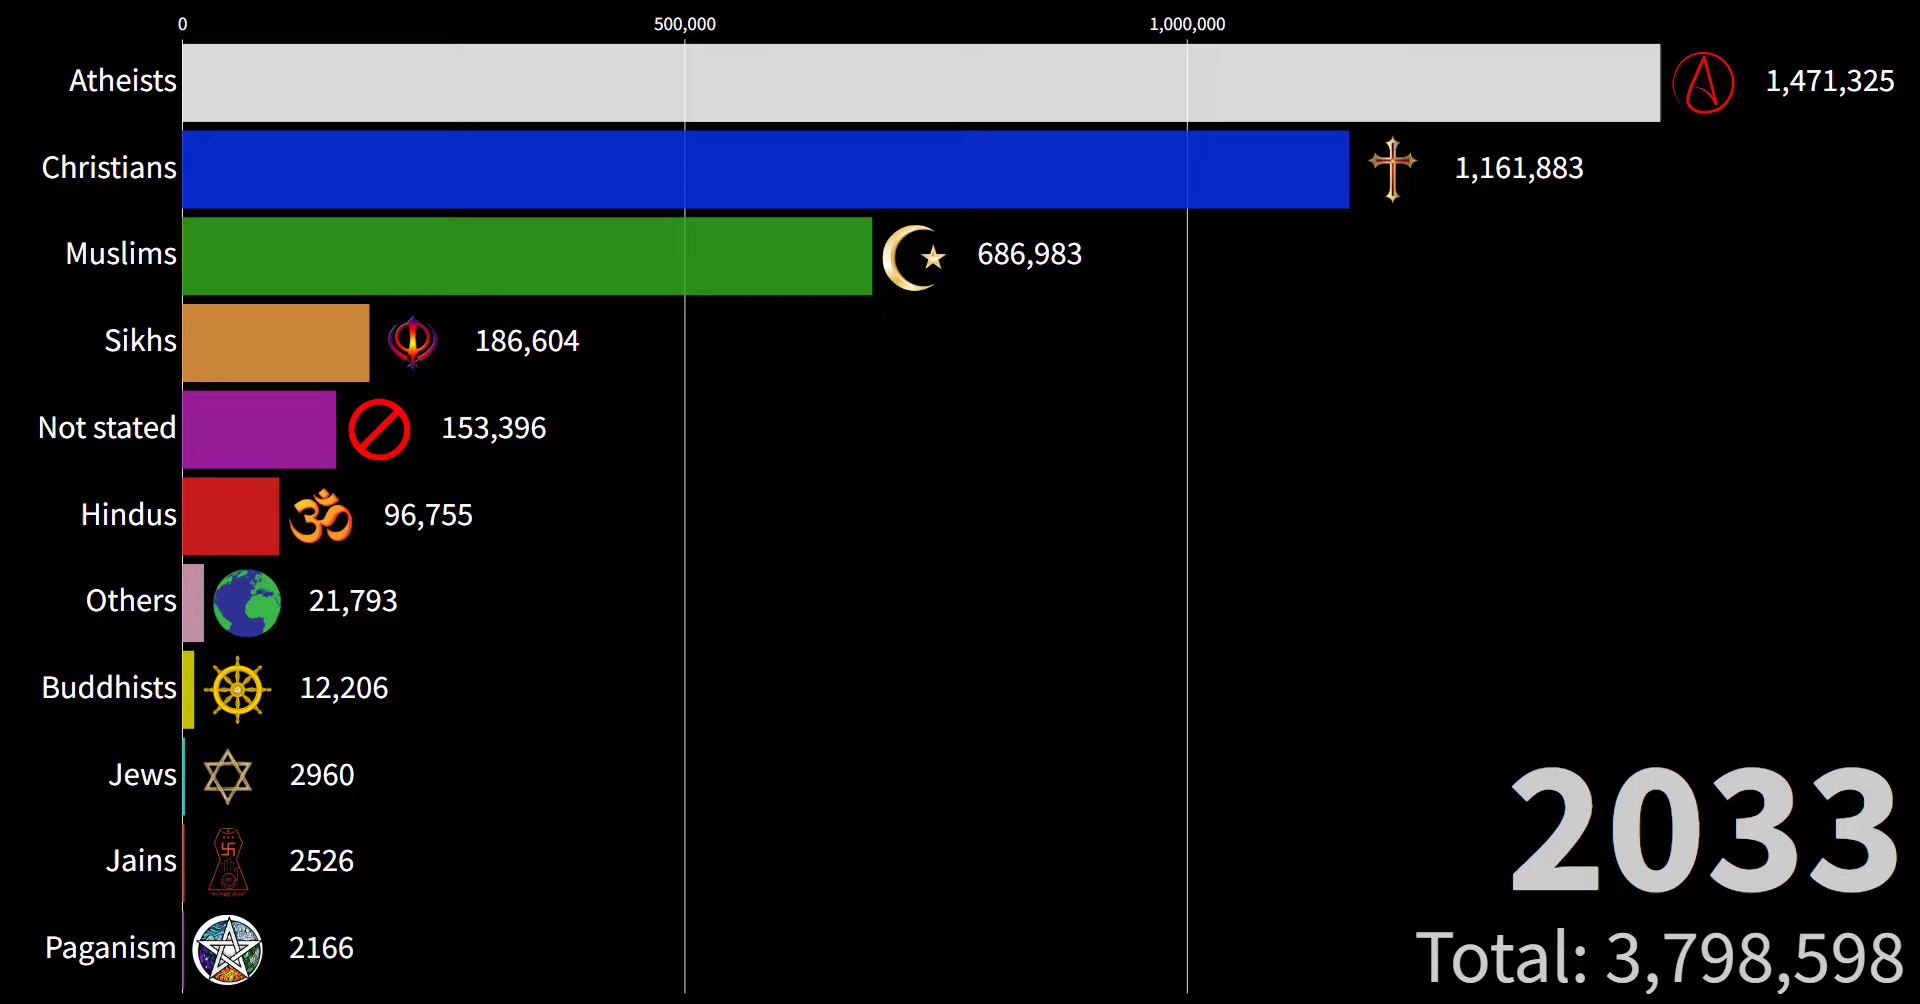 0 500,000 1,000,000
Atheists 1,471,325
Christians 1,161,883
Muslims 686,983
Sikhs 186,604
Not stated 153,396
Hindus 96,755
Others 21,793
Buddhists 12,206
Jews 2960
Jains 2526
Paganism 2166
2033
Total: 3,798,598